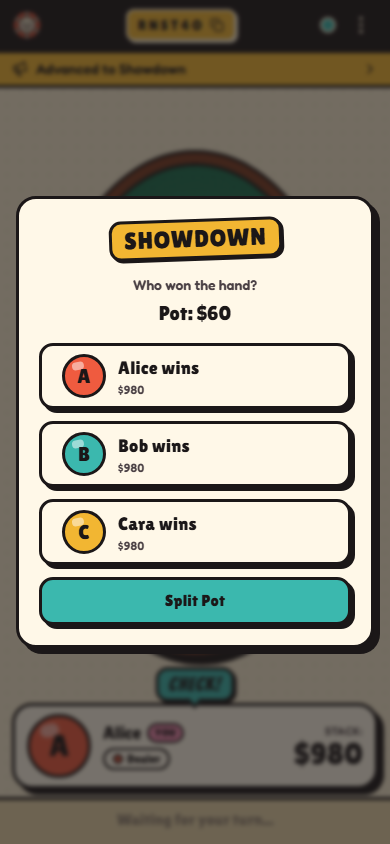 Advanced to Showdown
SHOWDOWN
Who won the hand?
Pot: $60
A
Alice wins
$980
B
Bob wins
$980
C
Cara wins
$980
Split Pot
CHECK!
A
Alice
Dealer
STACK:
$980
Waiting for your turn...